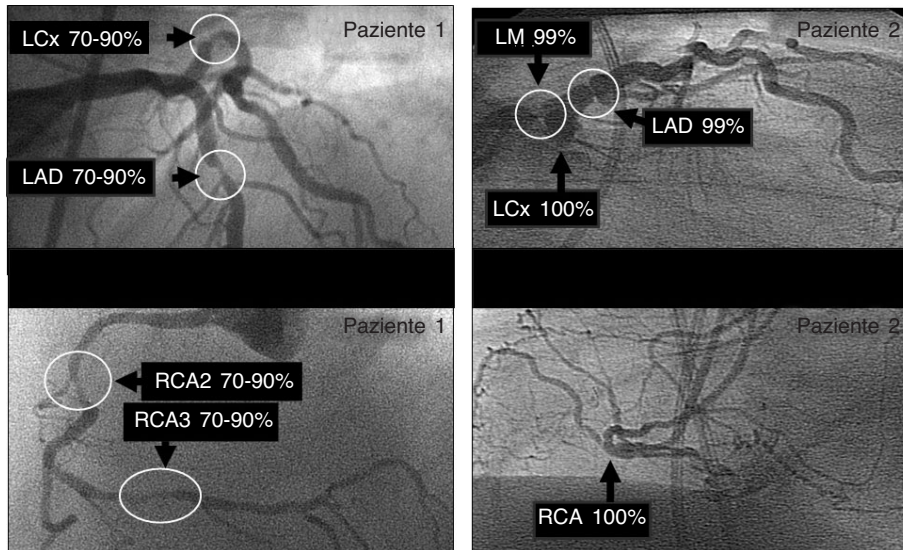 Paziente 1
LCx 70-90%
LAD 70-90%
Paziente 2
LM 99%
LAD 99%
LCx 100%
Paziente 1
RCA2 70-90%
RCA3 70-90%
Paziente 2
RCA 100%